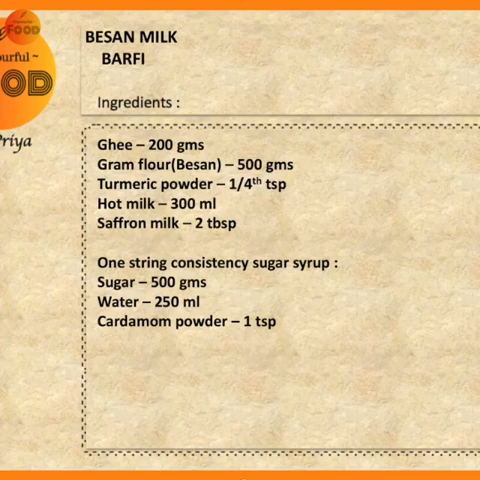 FOOD
ourful ~
OD
Priya
BESAN MILK
BARFI
Ingredients :
Ghee – 200 gms
Gram flour(Besan) – 500 gms
Turmeric powder – 1/4th tsp
Hot milk – 300 ml
Saffron milk – 2 tbsp
One string consistency sugar syrup :
Sugar – 500 gms
Water – 250 ml
Cardamom powder – 1 tsp